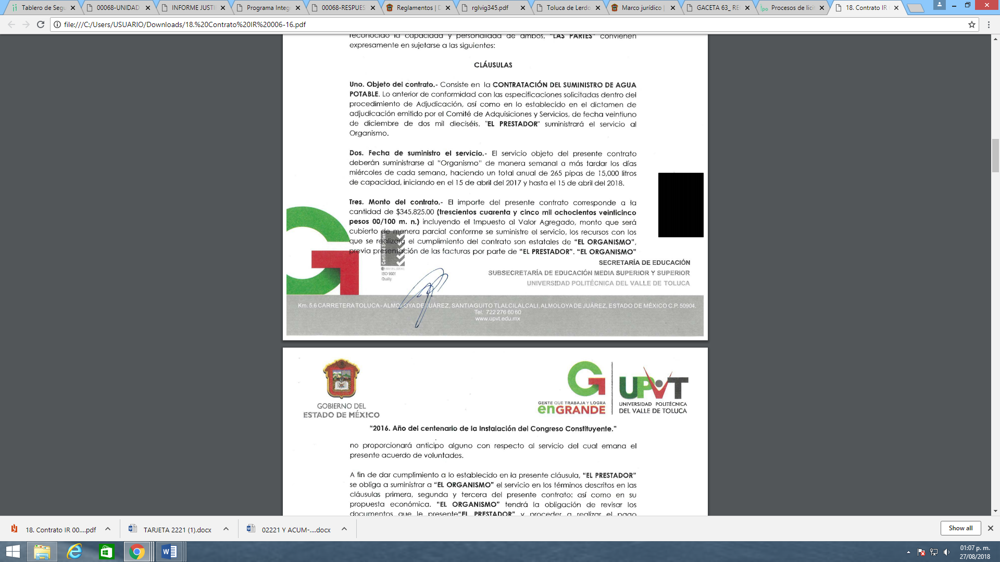 Tablero de Segu
00068-UNIDAD
INFORME JUSTI
Programa Integ
00068-RESPUES
Reglamentos | D
rglvig345.pdf
Toluca de Lerdo
Marco jurídico |
GACETA 63_ RE
Procesos de licit
18. Contrato IR
file:///C:/Users/USUARIO/Downloads/18.%20Contrato%20IR%20006-16.pdf
reconocido la capacidad y personalidad de ambos, "LAS PARTES" convienen
expresamente en sujetarse a las siguientes:
CLÁUSULAS
Uno. Objeto del contrato.- Consiste en la CONTRATACIÓN DEL SUMINISTRO DE AGUA
POTABLE. Lo anterior de conformidad con las especificaciones solicitadas dentro del
procedimiento de Adjudicación, así como en lo establecido en el dictamen de
adjudicación emitido por el Comité de Adquisiciones y Servicios, de fecha veintiuno
de diciembre de dos mil dieciséis. "EL PRESTADOR" suministrará el servicio al
Organismo.
Dos. Fecha de suministro el servicio.- El servicio objeto del presente contrato
deberán suministrarse al "Organismo" de manera semanal a más tardar los días
miércoles de cada semana, haciendo un total anual de 265 pipas de 15,000 litros
de capacidad, iniciando en el 15 de abril del 2017 y hasta el 15 de abril del 2018.
Tres. Monto del contrato.- El importe del presente contrato corresponde a la
cantidad de $345,825.00 (trescientos cuarenta y cinco mil ochocientos veinticinco
pesos 00/100 m. n.) incluyendo el Impuesto al Valor Agregado, monto que será
cubierto de manera parcial conforme se suministre el servicio, los recursos con los
que se realizará el cumplimiento del contrato son estatales de "EL ORGANISMO",
previa presentación de las facturas por parte de "EL PRESTADOR". "EL ORGANISMO"
ISO 9001
Quality
SECRETARÍA DE EDUCACIÓN
SUBSECRETARÍA DE EDUCACIÓN MEDIA SUPERIOR Y SUPERIOR
UNIVERSIDAD POLITÉCNICA DEL VALLE DE TOLUCA
Km. 5.6 CARRETERA TOLUCA - ALMOLOYA DE JUÁREZ, SANTIAGUITO TLALCILALCALI, ALMOLOYA DE JUÁREZ, ESTADO DE MÉXICO C.P. 50904.
Tel. 722 276 60 60
www.upvt.edu.mx
GOBIERNO DEL
ESTADO DE MÉXICO
GENTE QUE TRABAJA Y LOGRA
enGRANDE
UPVT
UNIVERSIDAD POLITÉCNICA
DEL VALLE DE TOLUCA
"2016. Año del centenario de la Instalación del Congreso Constituyente."
no proporcionará anticipo alguno con respecto al servicio del cual emana el
presente acuerdo de voluntades.
A fin de dar cumplimiento a lo establecido en la presente cláusula, "EL PRESTADOR"
se obliga a suministrar a "EL ORGANISMO" el servicio en los términos descritos en las
cláusulas primera, segunda y tercera del presente contrato: así como en su
propuesta económica. "EL ORGANISMO" tendrá la obligación de revisar los
documentos que le presente"EL PRESTADOR" y proceder a realizar el pago
18. Contrato IR 00....pdf
TARJETA 2221 (1).docx
02221 Y ACUM-....docx
Show all
01:07 p. m.
27/08/2018